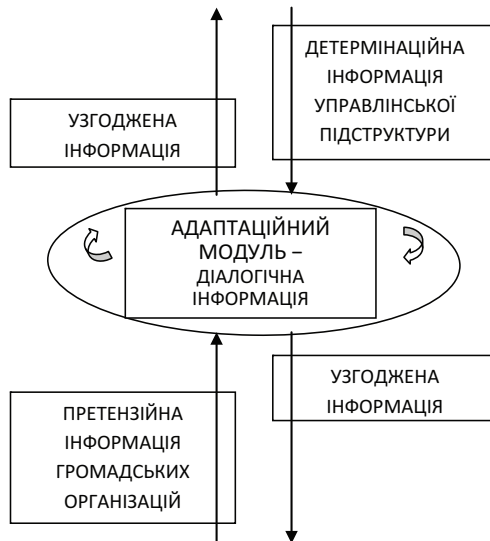 ДЕТЕРМІНАЦІЙНА
ІНФОРМАЦІЯ
УПРАВЛІНСЬКОЇ
ПІДСТРУКТУРИ
УЗГОДЖЕНА
ІНФОРМАЦІЯ
АДАПТАЦІЙНИЙ
МОДУЛЬ –
ДІАЛОГІЧНА
ІНФОРМАЦІЯ
УЗГОДЖЕНА
ІНФОРМАЦІЯ
ПРЕТЕНЗІЙНА
ІНФОРМАЦІЯ
ГРОМАДСЬКИХ
ОРГАНІЗАЦІЙ